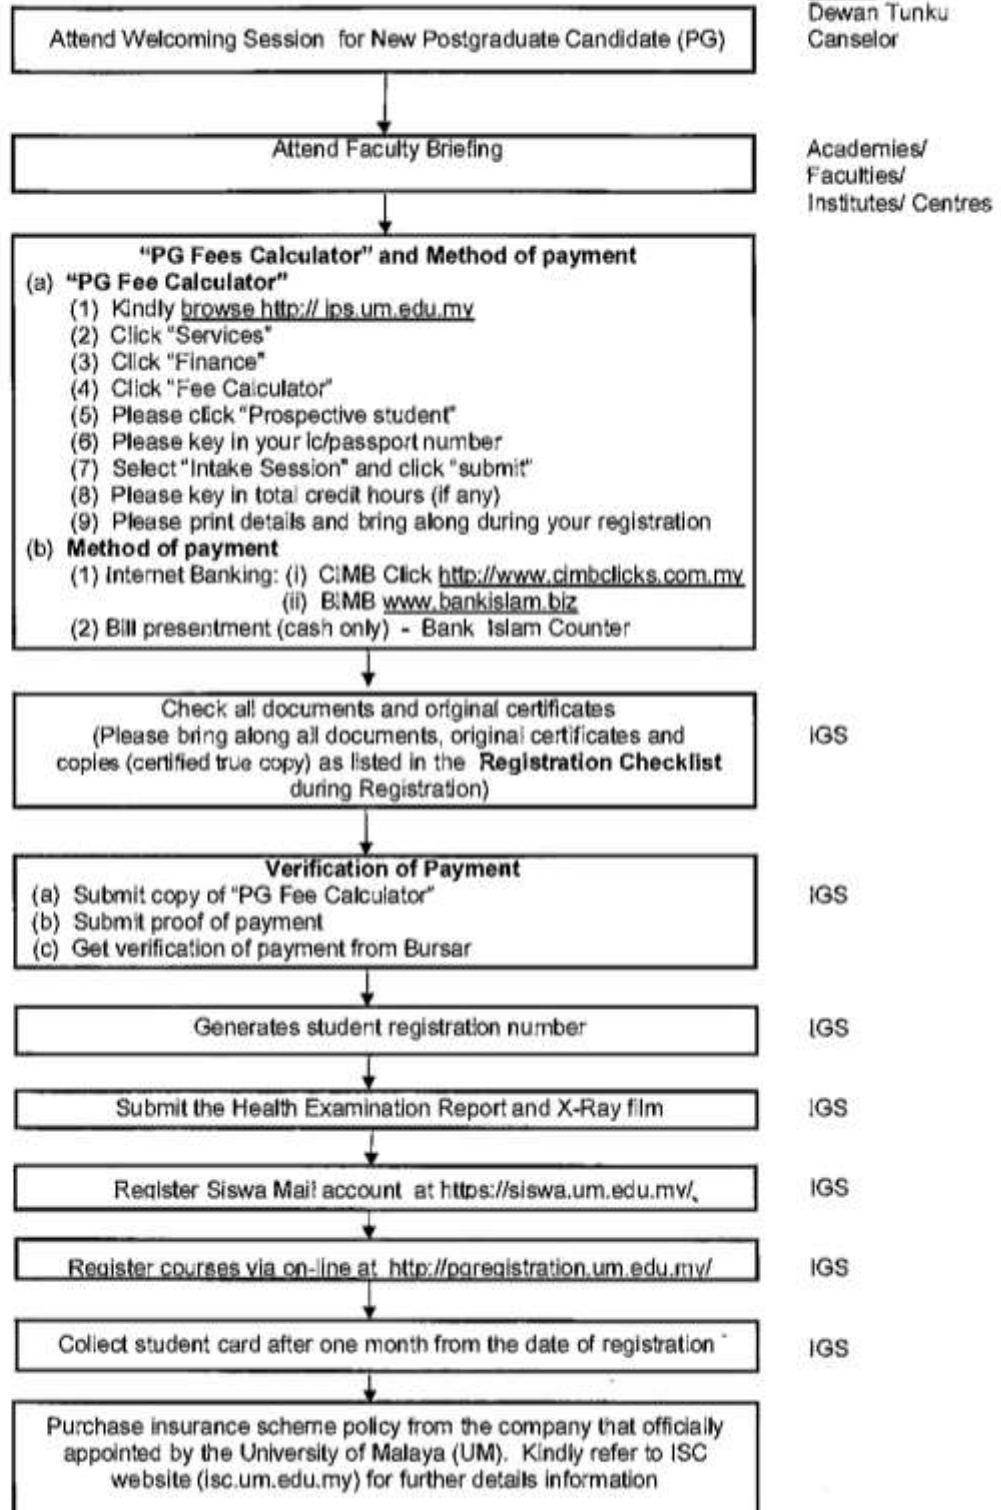 Dewan Tunku
Attend Welcoming Session for New Postgraduate Candidate (PG)
Canselor
Attend Faculty Briefing
Academies/
Faculties/
Institutes/ Centres
"PG Fees Calculator" and Method of payment
(a) "PG Fee Calculator"
(1) Kindly browse http:// ips.um.edu.my
(2) Click "Services"
(3) Click "Finance"
(4) Click "Fee Calculator"
(5) Please click "Prospective student"
(6) Please key in your ic/passport number
(7) Select "Intake Session" and click "submit"
(8) Please key in total credit hours (if any)
(9) Please print details and bring along during your registration
(b) Method of payment
(1) Internet Banking: (i) CIMB Click http://www.cimbclicks.com.my
(ii) BIMB www.bankislam.biz
(2) Bill presentment (cash only) - Bank Islam Counter
Check all documents and original certificates
(Please bring along all documents, original certificates and
copies (certified true copy) as listed in the Registration Checklist
during Registration)
IGS
Verification of Payment
(a) Submit copy of "PG Fee Calculator"
(b) Submit proof of payment
(c) Get verification of payment from Bursar
IGS
Generates student registration number
IGS
Submit the Health Examination Report and X-Ray film
IGS
Register Siswa Mail account at https://siswa.um.edu.my/
IGS
Register courses via on-line at http://pgregistration.um.edu.my/
IGS
Collect student card after one month from the date of registration
IGS
Purchase insurance scheme policy from the company that officially
appointed by the University of Malaya (UM). Kindly refer to ISC
website (isc.um.edu.my) for further details information